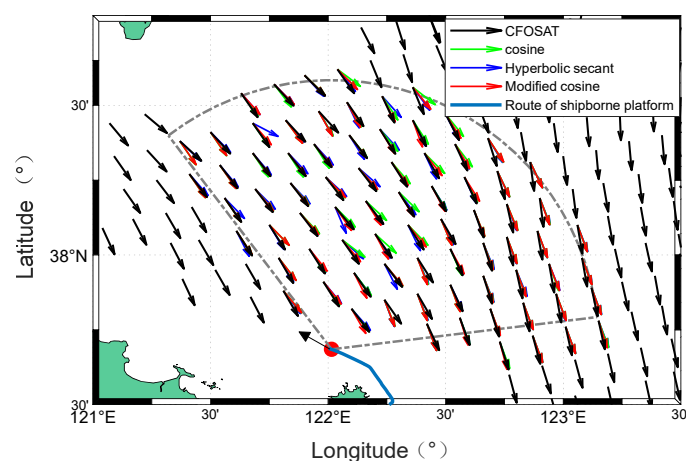 CFOSAT
cosine
Hyperbolic secant
Modified cosine
Route of shipborne platform
30'
38°N
30'
121°E
30'
122°E
30'
123°E
30
Latitude（°）
Longitude（°）